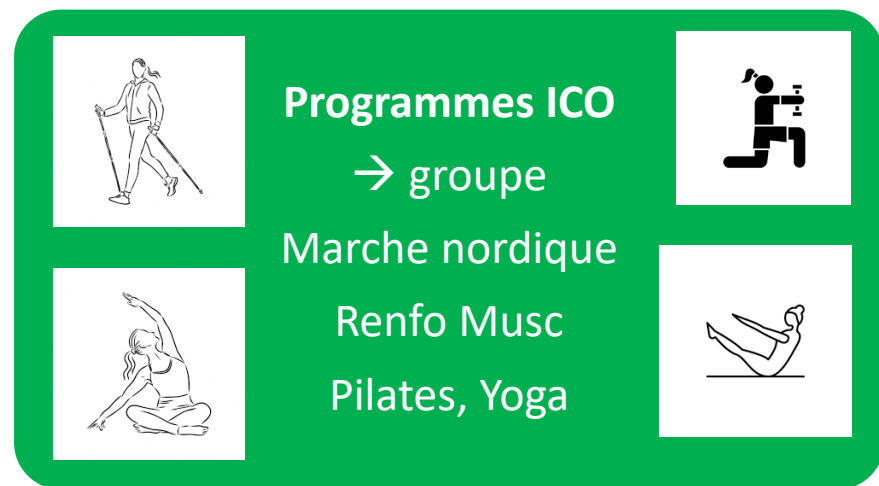 Programmes ICO
→ groupe
Marche nordique
Renfo Musc
Pilates, Yoga